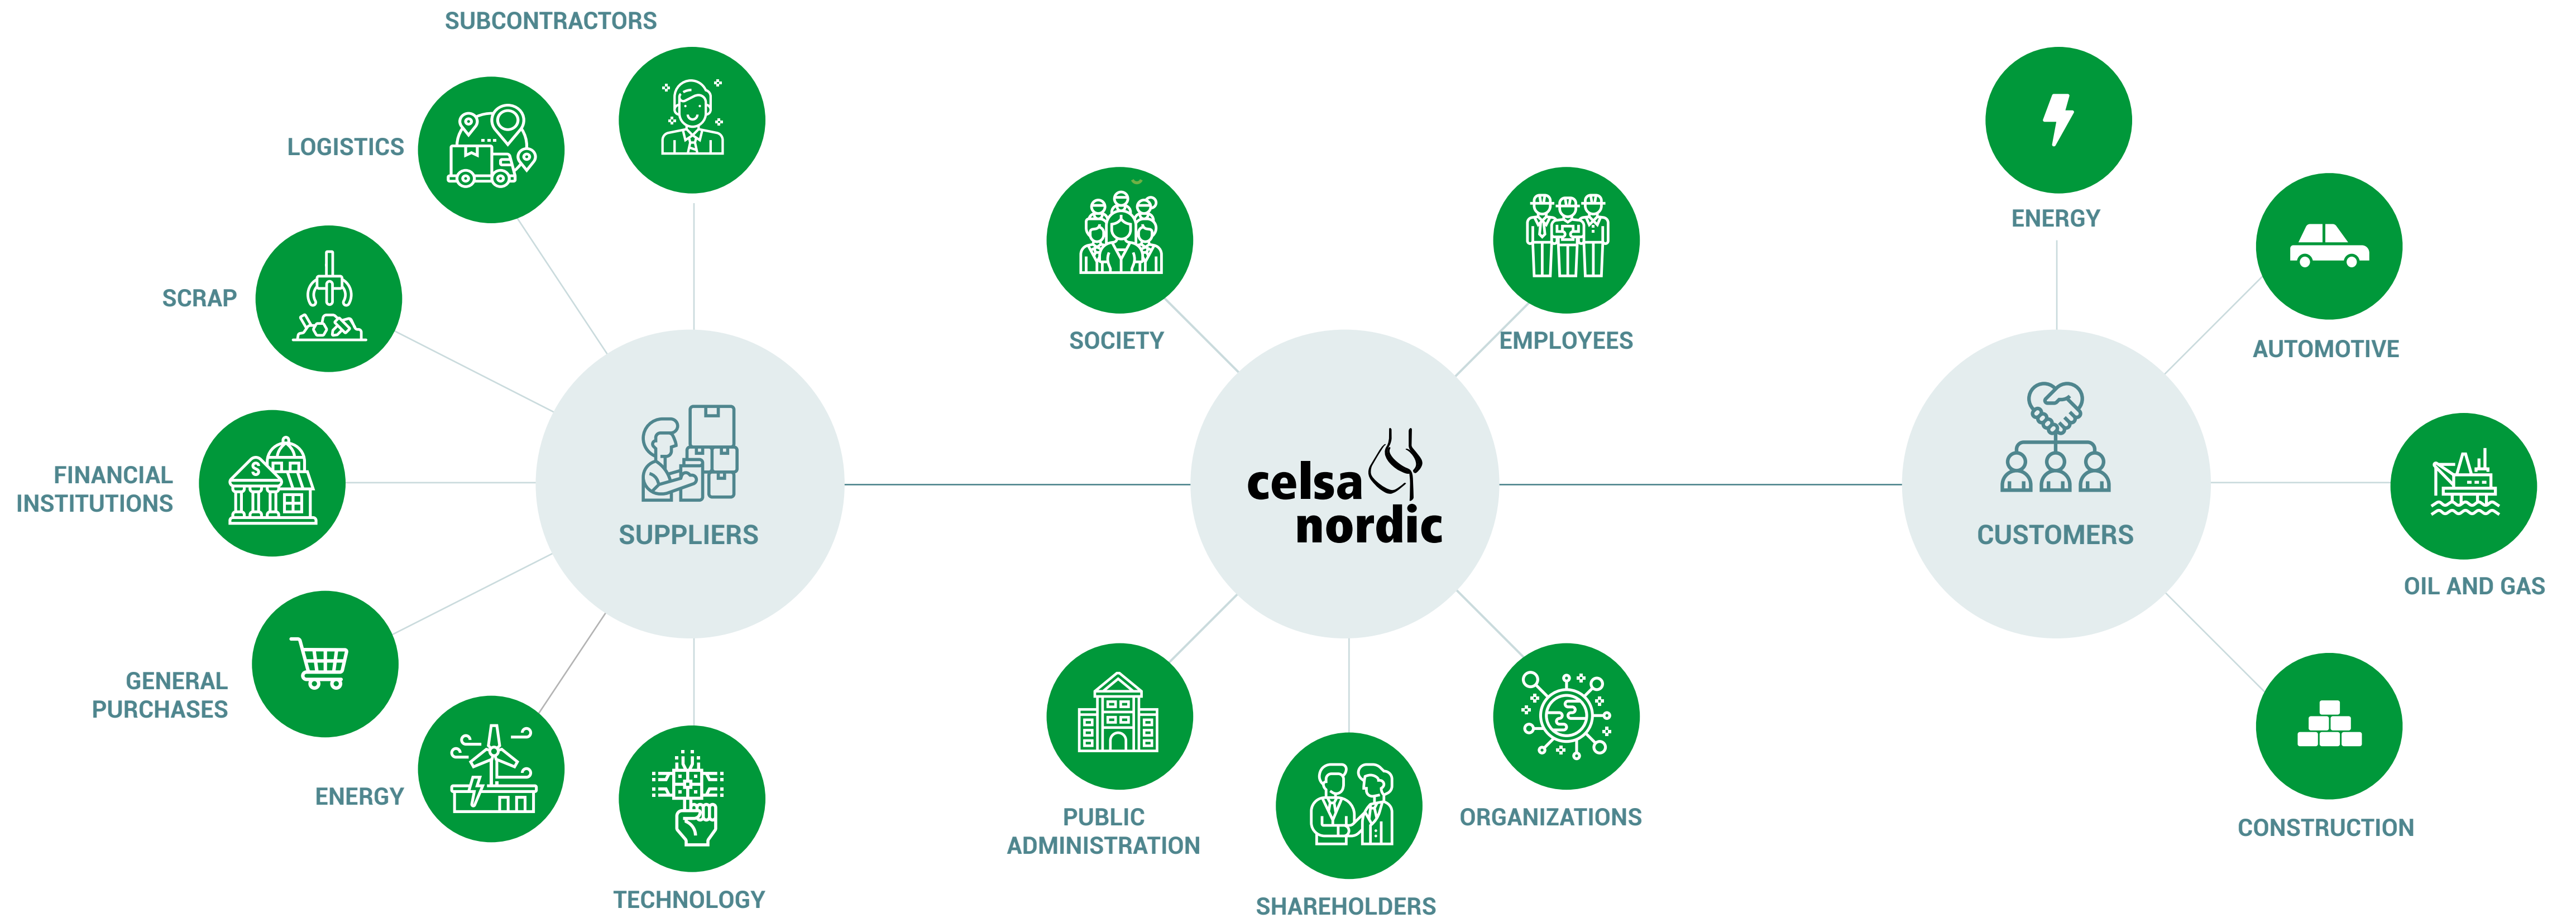 SUBCONTRACTORS
LOGISTICS
SCRAP
FINANCIAL
INSTITUTIONS
GENERAL
PURCHASES
ENERGY
TECHNOLOGY
$
SUPPLIERS
SOCIETY
EMPLOYEES
celsa
nordic
PUBLIC
ADMINISTRATION
SHAREHOLDERS
ORGANIZATIONS
ENERGY
AUTOMOTIVE
CUSTOMERS
OIL AND GAS
CONSTRUCTION